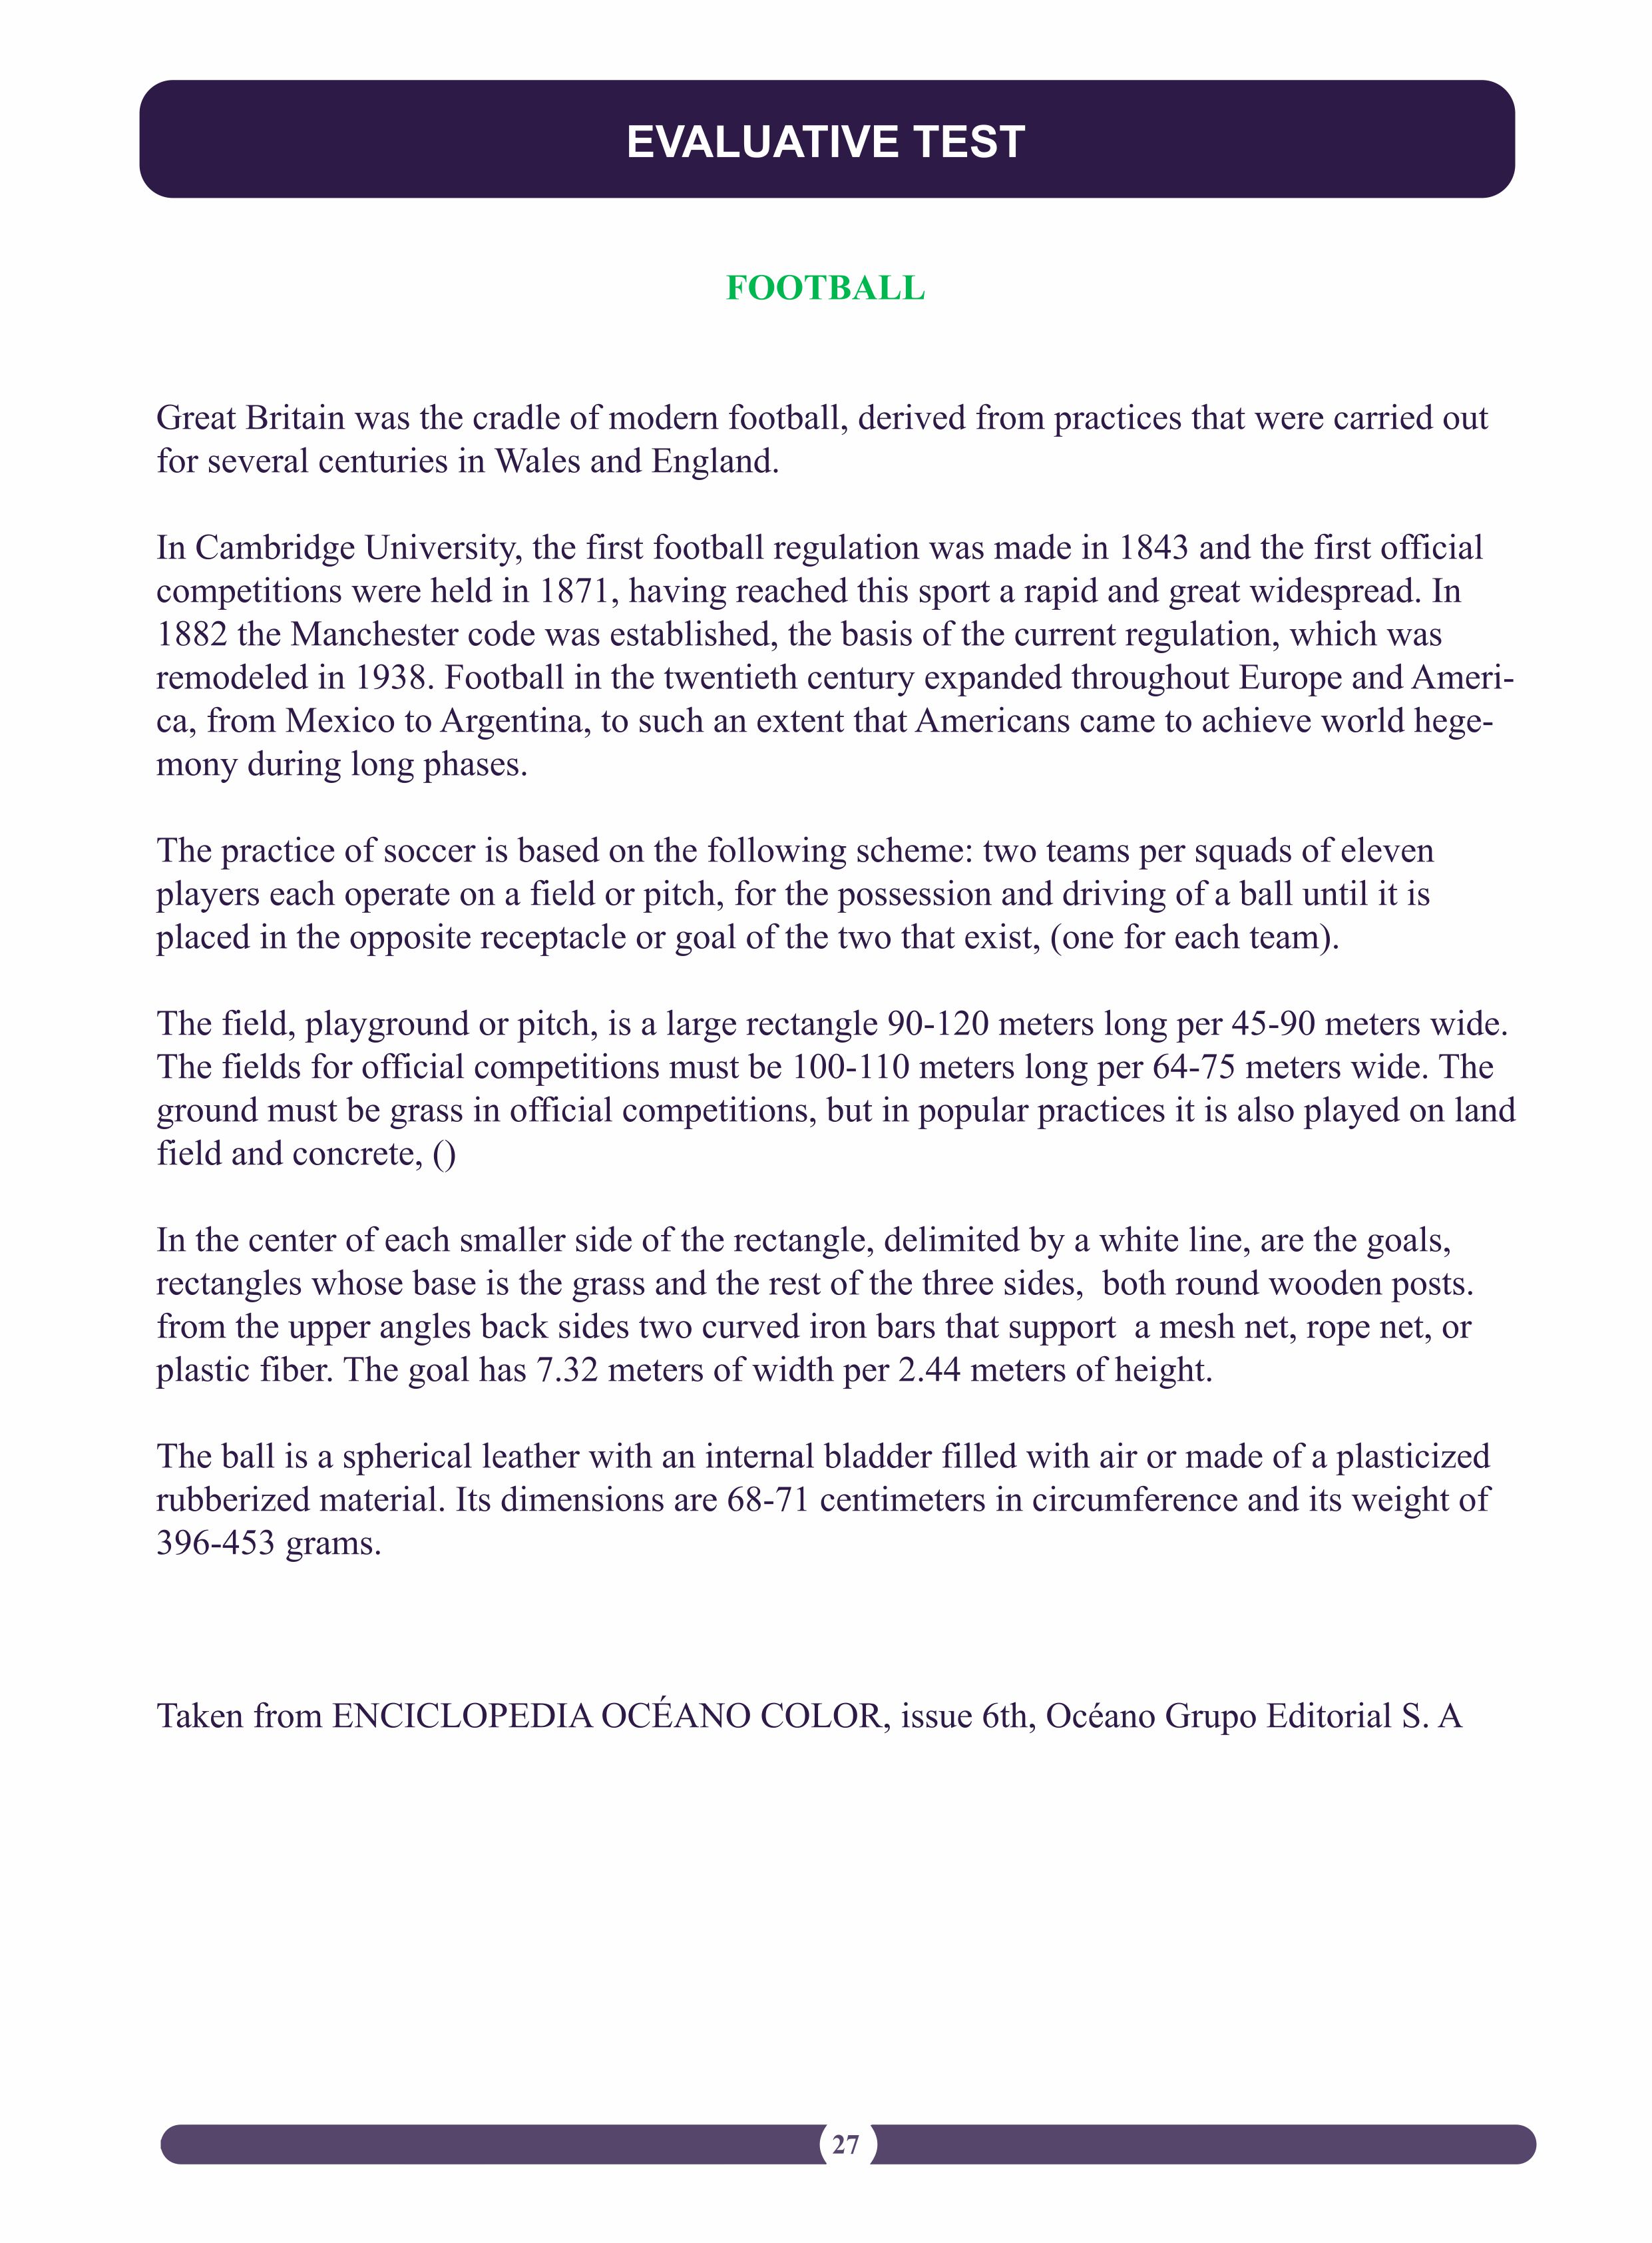 EVALUATIVE TEST
FOOTBALL
Great Britain was the cradle of modern football, derived from practices that were carried out
for several centuries in Wales and England.
In Cambridge University, the first football regulation was made in 1843 and the first official
competitions were held in 1871, having reached this sport a rapid and great widespread. In
1882 the Manchester code was established, the basis of the current regulation, which was
remodeled in 1938. Football in the twentieth century expanded throughout Europe and Ameri-
ca, from Mexico to Argentina, to such an extent that Americans came to achieve world hege-
mony during long phases.
The practice of soccer is based on the following scheme: two teams per squads of eleven
players each operate on a field or pitch, for the possession and driving of a ball until it is
placed in the opposite receptacle or goal of the two that exist, (one for each team).
The field, playground or pitch, is a large rectangle 90-120 meters long per 45-90 meters wide.
The fields for official competitions must be 100-110 meters long per 64-75 meters wide. The
ground must be grass in official competitions, but in popular practices it is also played on land
field and concrete, ()
In the center of each smaller side of the rectangle, delimited by a white line, are the goals,
rectangles whose base is the grass and the rest of the three sides,  both round wooden posts.
from the upper angles back sides two curved iron bars that support  a mesh net, rope net, or
plastic fiber. The goal has 7.32 meters of width per 2.44 meters of height.
The ball is a spherical leather with an internal bladder filled with air or made of a plasticized
rubberized material. Its dimensions are 68-71 centimeters in circumference and its weight of
396-453 grams.
Taken from ENCICLOPEDIA OCÉANO COLOR, issue 6th, Océano Grupo Editorial S. A
27